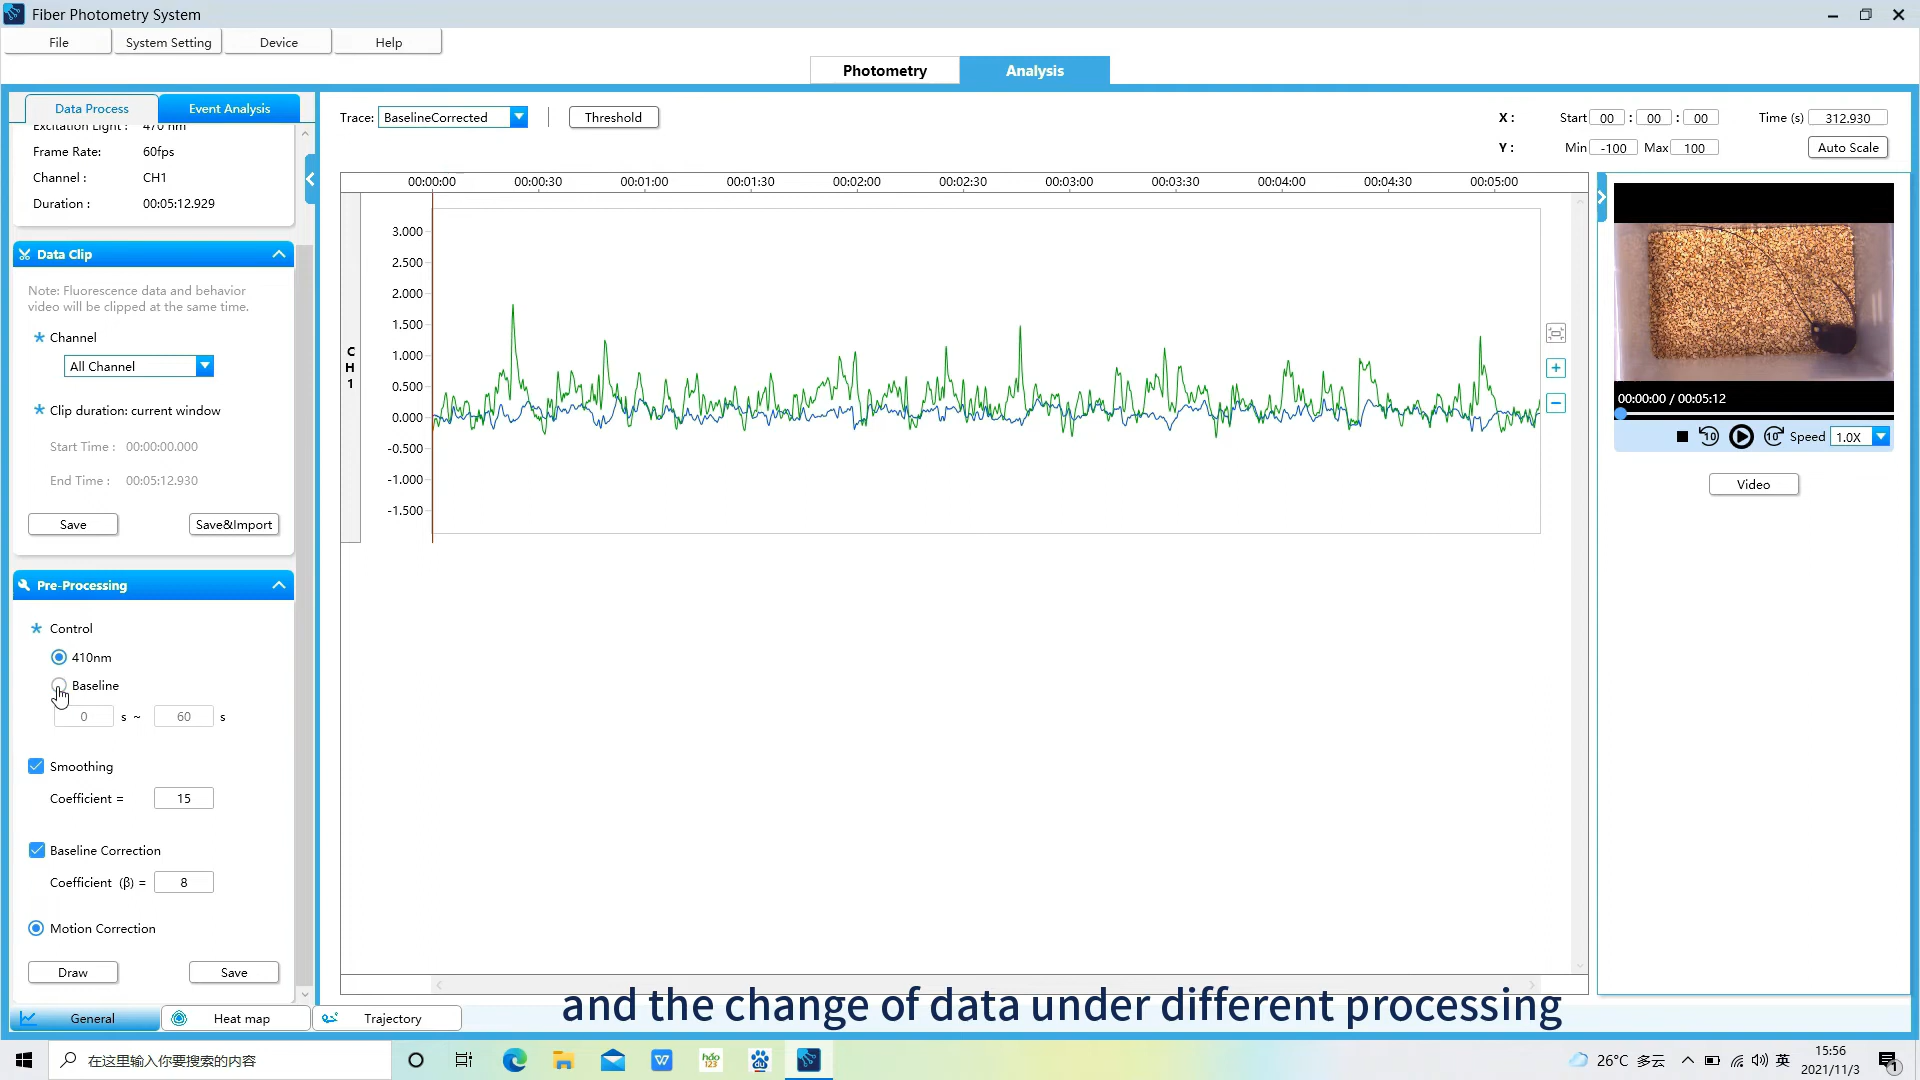 Fiber Photometry System
File System Setting Device Help
Photometry Analysis
Data Process Event Analysis
Excitation Light : 470 nm
Frame Rate: 60fps
Channel : CH1
Duration : 00:05:12.929
Data Clip
Note: Fluorescence data and behavior
video will be clipped at the same time.
* Channel
All Channel
* Clip duration: current window
Start Time : 00:00:00.000
End Time : 00:05:12.930
Save Save&Import
Pre-Processing
* Control
410nm
Baseline
0 s ~ 60 s
Smoothing
Coefficient = 15
Baseline Correction
Coefficient (β) = 8
Motion Correction
Draw Save
General Heat map Trajectory
Trace: BaselineCorrected Threshold
X : Start 00 : 00 : 00 Time (s) 312.930
Y : Min -100 Max 100 Auto Scale
00:00:00 00:00:30 00:01:00 00:01:30 00:02:00 00:02:30 00:03:00 00:03:30 00:04:00 00:04:30 00:05:00
CH1
3.000
2.500
2.000
1.500
1.000
0.500
0.000
-0.500
-1.000
-1.500
00:00:00 / 00:05:12
10 10 Speed 1.0X
Video
and the change of data under different processing
在这里输入你要搜索的内容
hao
123
du
26°C 多云 英
15:56
2021/11/3
1